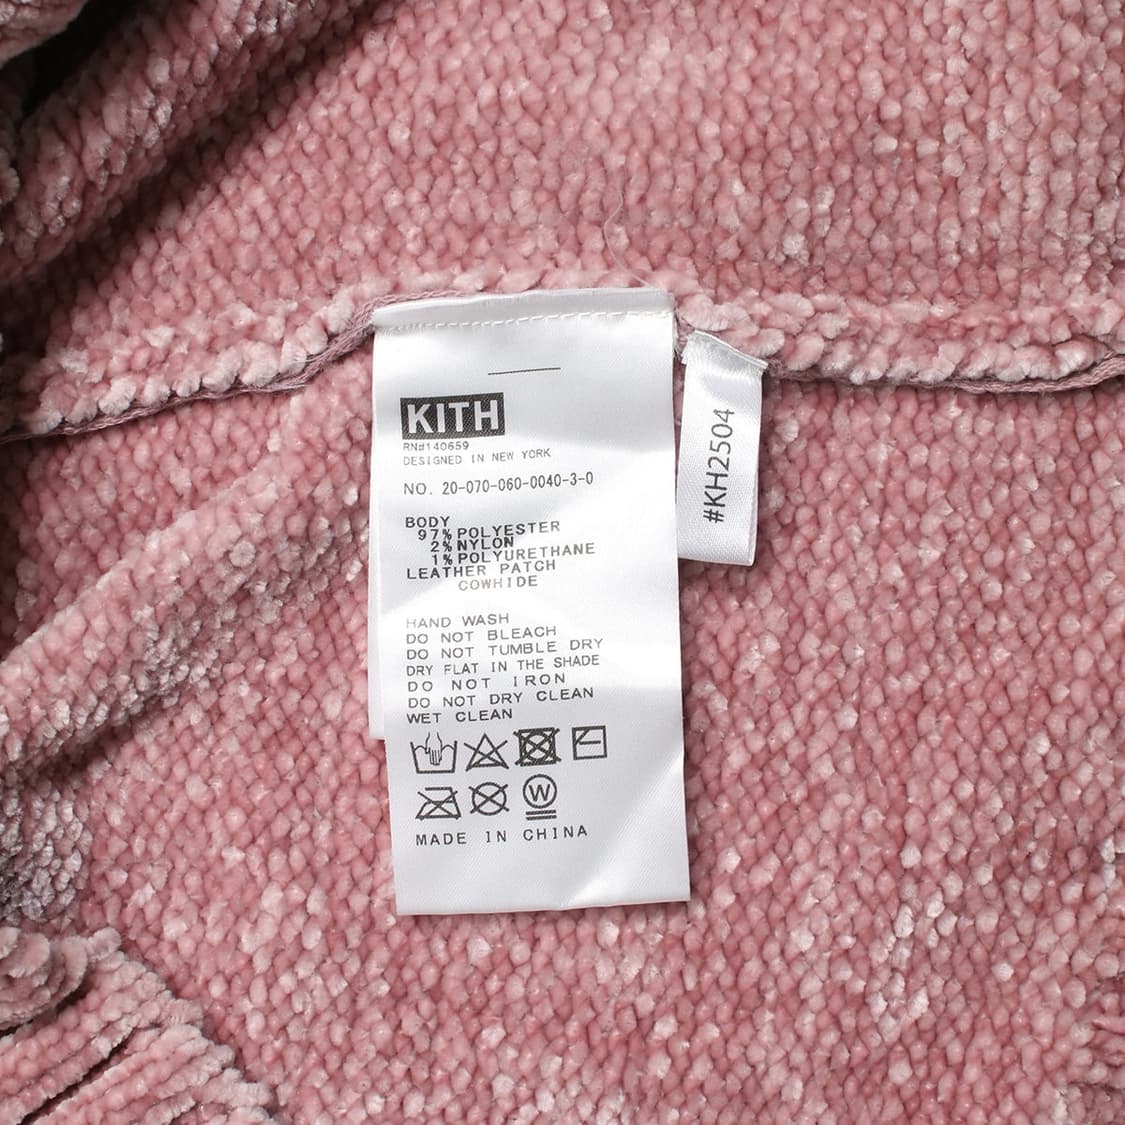 KITH
RN#140659
DESIGNED IN NEW YORK
NO. 20-070-060-0040-3-0
BODY
97% POLYESTER
2% NYLON
1% POLYURETHANE
LEATHER PATCH
COWHIDE
HAND WASH
DO NOT BLEACH
DO NOT TUMBLE DRY
DRY FLAT IN THE SHADE
DO NOT IRON
DO NOT DRY CLEAN
WET CLEAN
W
MADE IN CHINA
#KH2504